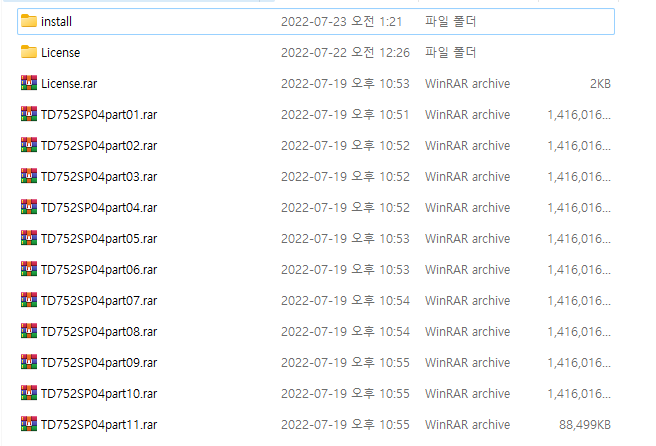 install 2022-07-23 오전 1:21 파일 폴더
License 2022-07-22 오전 12:26 파일 폴더
License.rar 2022-07-19 오후 10:53 WinRAR archive 2KB
TD752SP04part01.rar 2022-07-19 오후 10:51 WinRAR archive 1,416,016...
TD752SP04part02.rar 2022-07-19 오후 10:52 WinRAR archive 1,416,016...
TD752SP04part03.rar 2022-07-19 오후 10:52 WinRAR archive 1,416,016...
TD752SP04part04.rar 2022-07-19 오후 10:52 WinRAR archive 1,416,016...
TD752SP04part05.rar 2022-07-19 오후 10:53 WinRAR archive 1,416,016...
TD752SP04part06.rar 2022-07-19 오후 10:53 WinRAR archive 1,416,016...
TD752SP04part07.rar 2022-07-19 오후 10:54 WinRAR archive 1,416,016...
TD752SP04part08.rar 2022-07-19 오후 10:54 WinRAR archive 1,416,016...
TD752SP04part09.rar 2022-07-19 오후 10:55 WinRAR archive 1,416,016...
TD752SP04part10.rar 2022-07-19 오후 10:55 WinRAR archive 1,416,016...
TD752SP04part11.rar 2022-07-19 오후 10:55 WinRAR archive 88,499KB